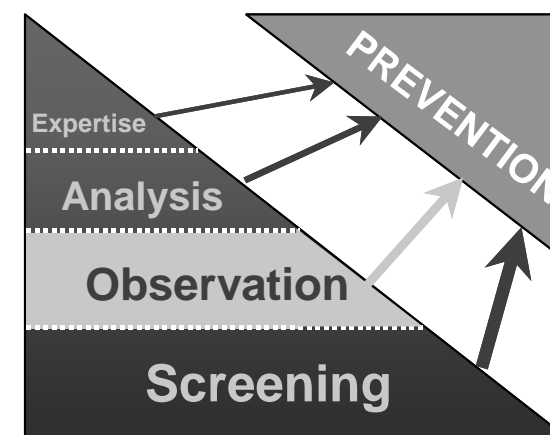 PREVENTION
Expertise
Analysis
Observation
Screening